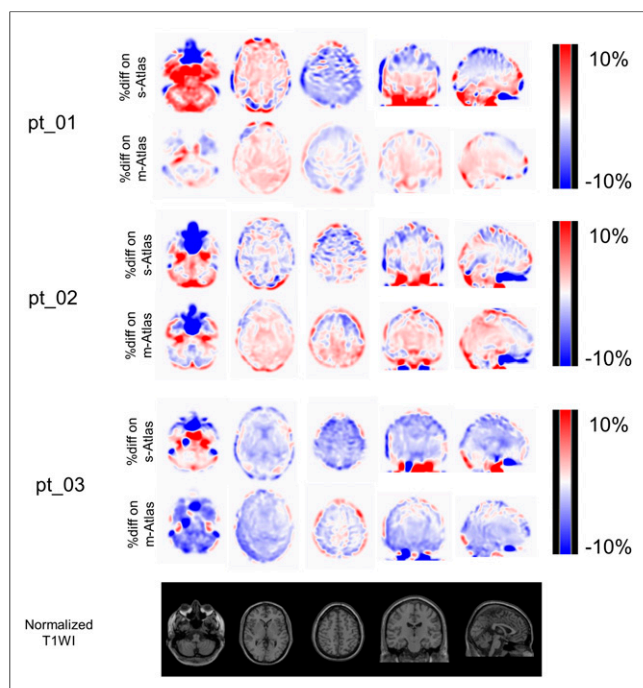 %diff on
s-Atlas
10%
pt_01
%diff on
m-Atlas
-10%
%diff on
s-Atlas
10%
pt_02
%diff on
m-Atlas
-10%
%diff on
s-Atlas
10%
pt_03
%diff on
m-Atlas
-10%
Normalized
T1WI